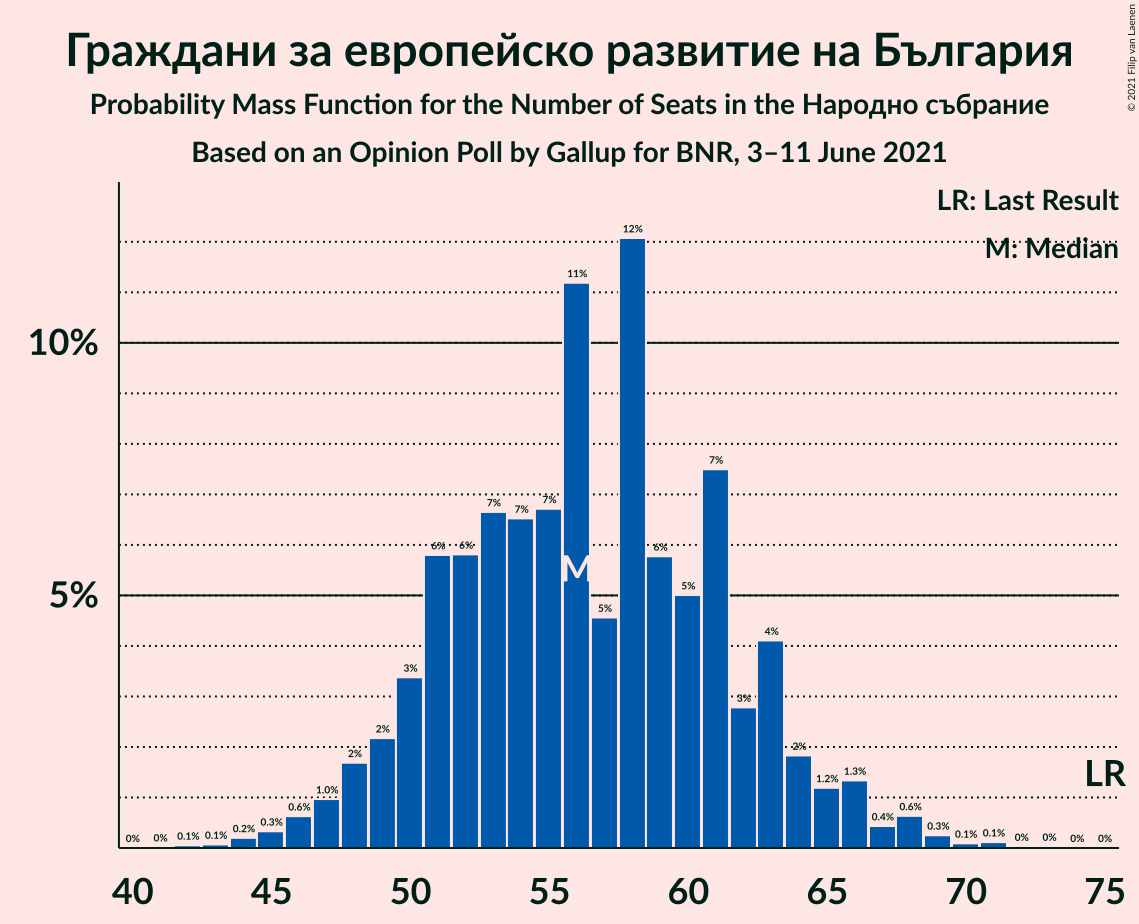 Граждани за европейско развитие на България
Probability Mass Function for the Number of Seats in the Народно събрание
Based on an Opinion Poll by Gallup for BNR, 3–11 June 2021
© 2021 Filip van Laenen
LR: Last Result
M: Median
10%
5%
0% 0% 0.1% 0.1% 0.2% 0.3% 0.6% 1.0% 2% 2% 3% 6% 6% 7% 7% 7% 11% 5% 12% 6% 5% 7% 3% 4% 2% 1.2% 1.3% 0.4% 0.6% 0.3% 0.1% 0.1% 0% 0% 0% 0%
M
LR
40 45 50 55 60 65 70 75